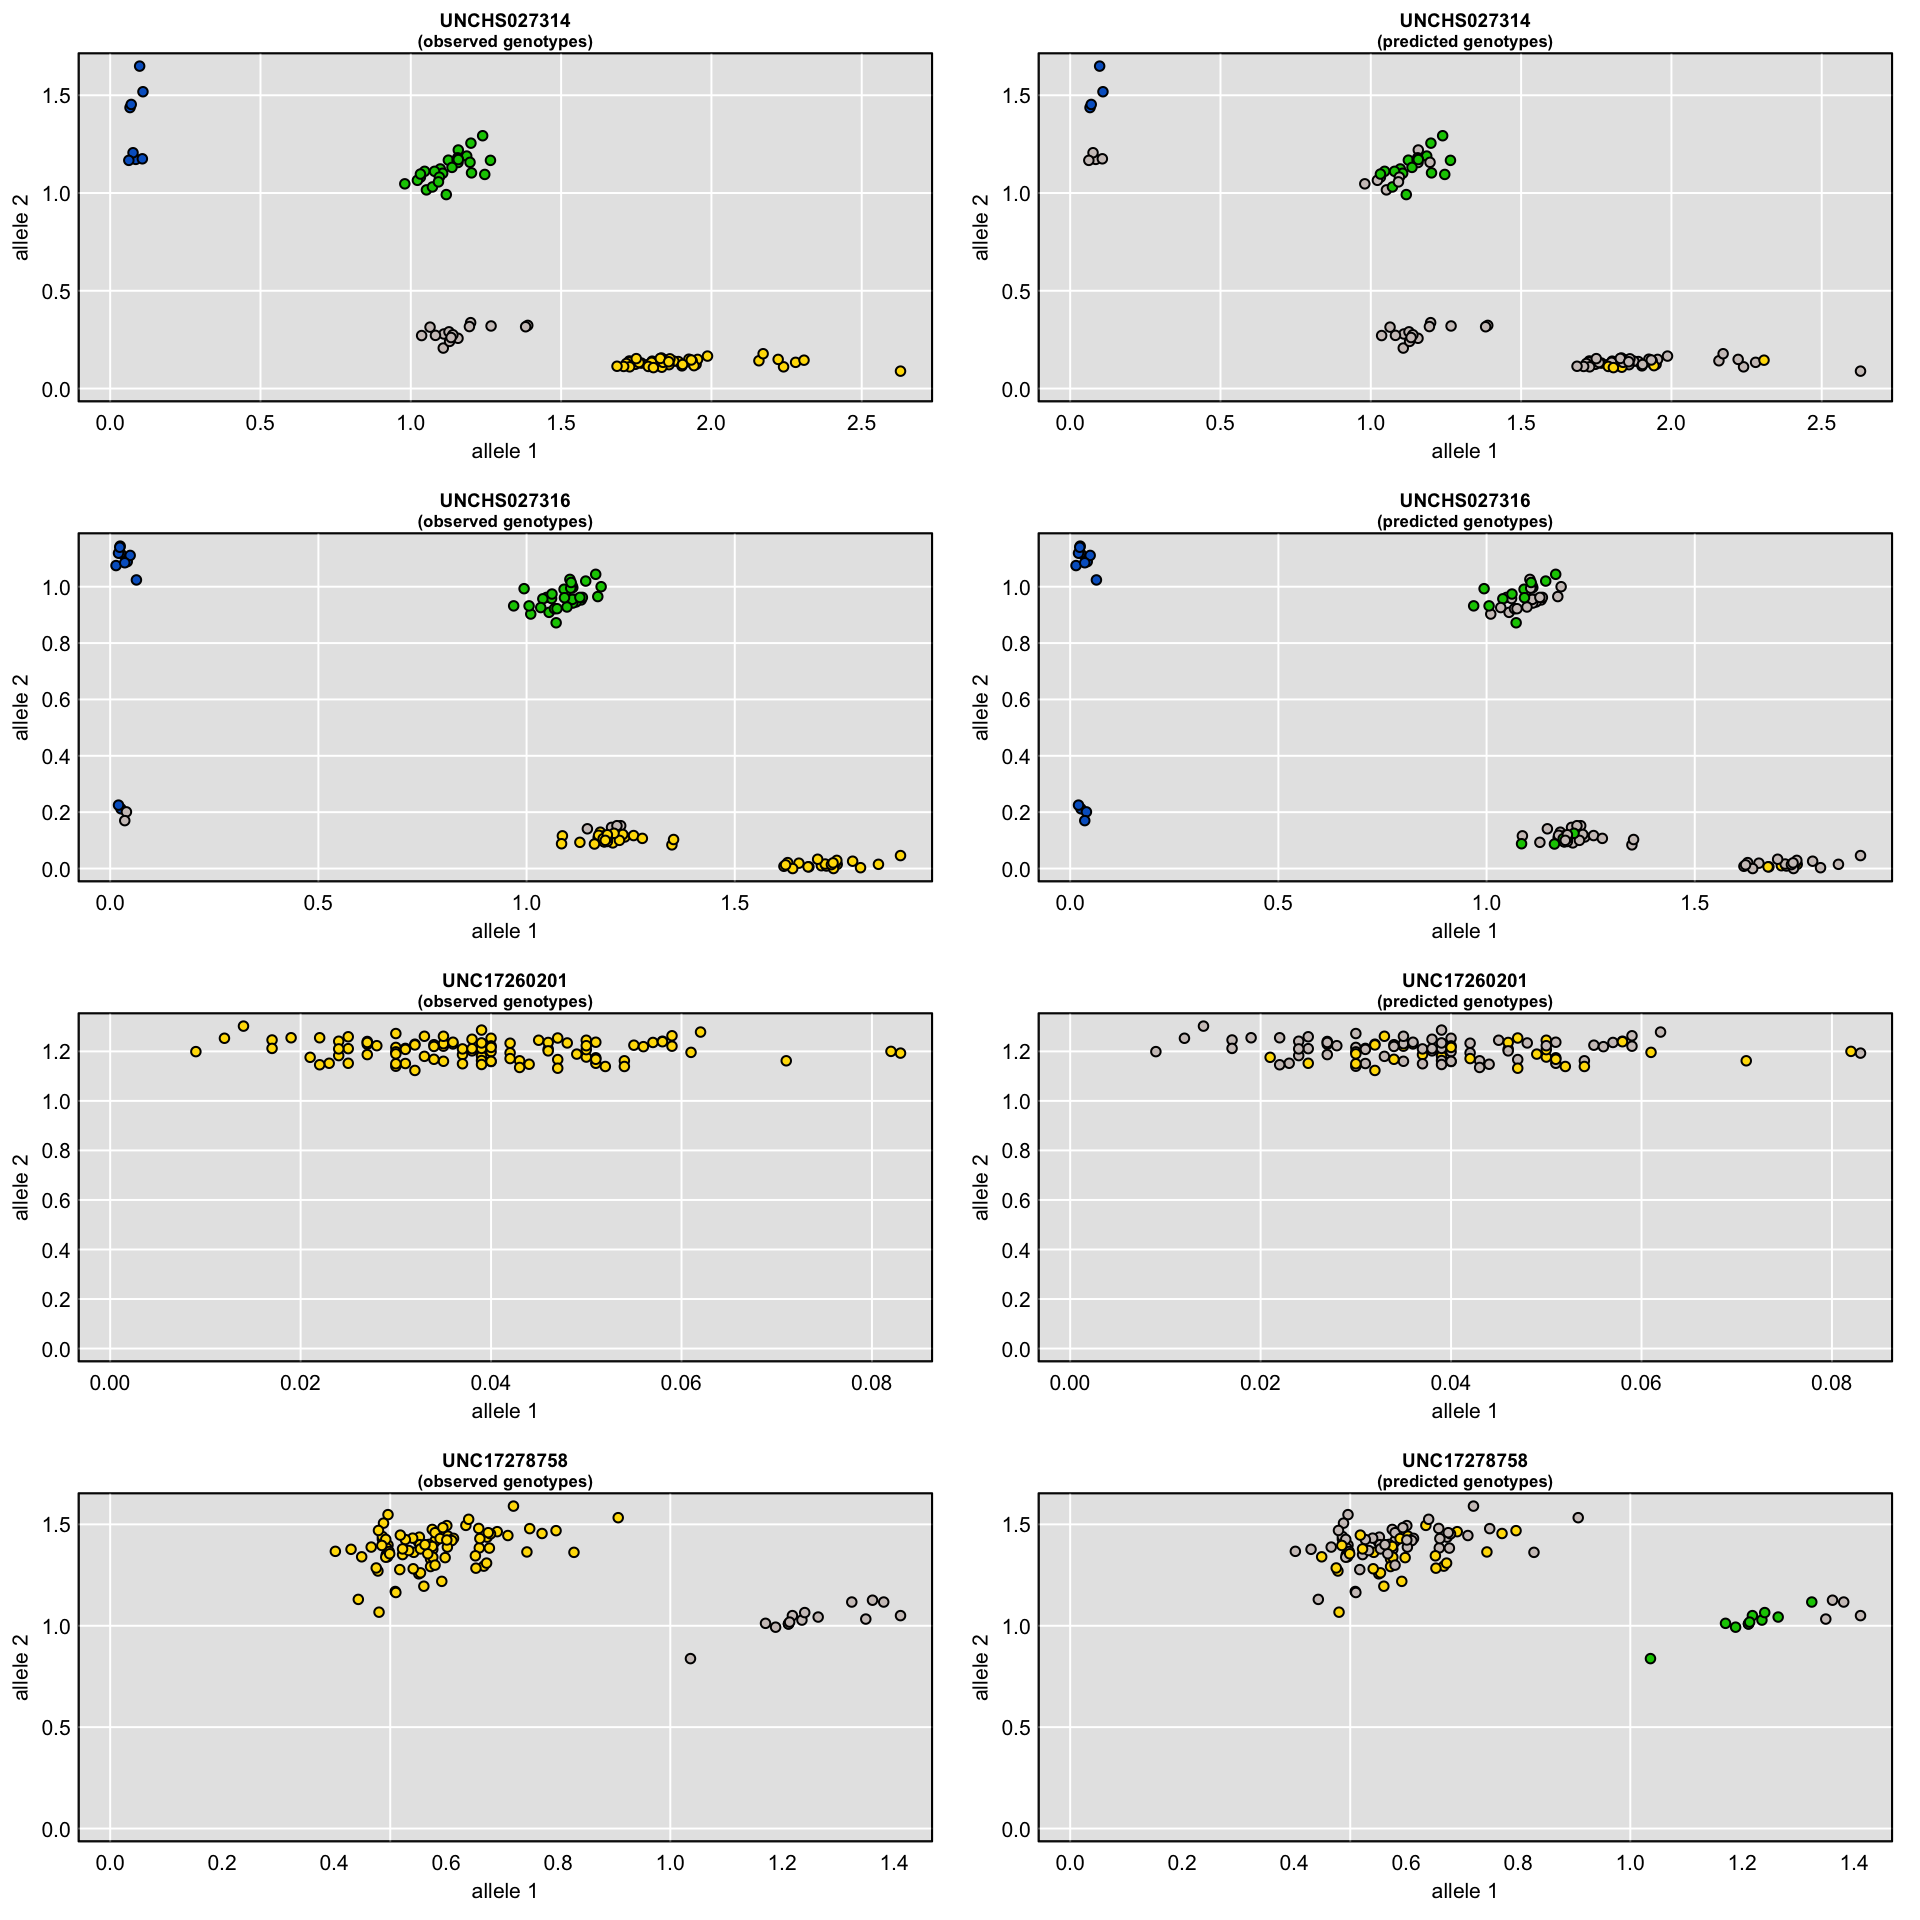 UNCHS027314
(observed genotypes)
allele 2
1.5
1.0
0.5
0.0
0.0 0.5 1.0 1.5 2.0 2.5
allele 1
UNCHS027314
(predicted genotypes)
allele 2
1.5
1.0
0.5
0.0
0.0 0.5 1.0 1.5 2.0 2.5
allele 1
UNCHS027316
(observed genotypes)
allele 2
1.0
0.8
0.6
0.4
0.2
0.0
0.0 0.5 1.0 1.5
allele 1
UNCHS027316
(predicted genotypes)
allele 2
1.0
0.8
0.6
0.4
0.2
0.0
0.0 0.5 1.0 1.5
allele 1
UNC17260201
(observed genotypes)
allele 2
1.2
1.0
0.8
0.6
0.4
0.2
0.0
0.00 0.02 0.04 0.06 0.08
allele 1
UNC17260201
(predicted genotypes)
allele 2
1.2
1.0
0.8
0.6
0.4
0.2
0.0
0.00 0.02 0.04 0.06 0.08
allele 1
UNC17278758
(observed genotypes)
allele 2
1.5
1.0
0.5
0.0
0.0 0.2 0.4 0.6 0.8 1.0 1.2 1.4
allele 1
UNC17278758
(predicted genotypes)
allele 2
1.5
1.0
0.5
0.0
0.0 0.2 0.4 0.6 0.8 1.0 1.2 1.4
allele 1